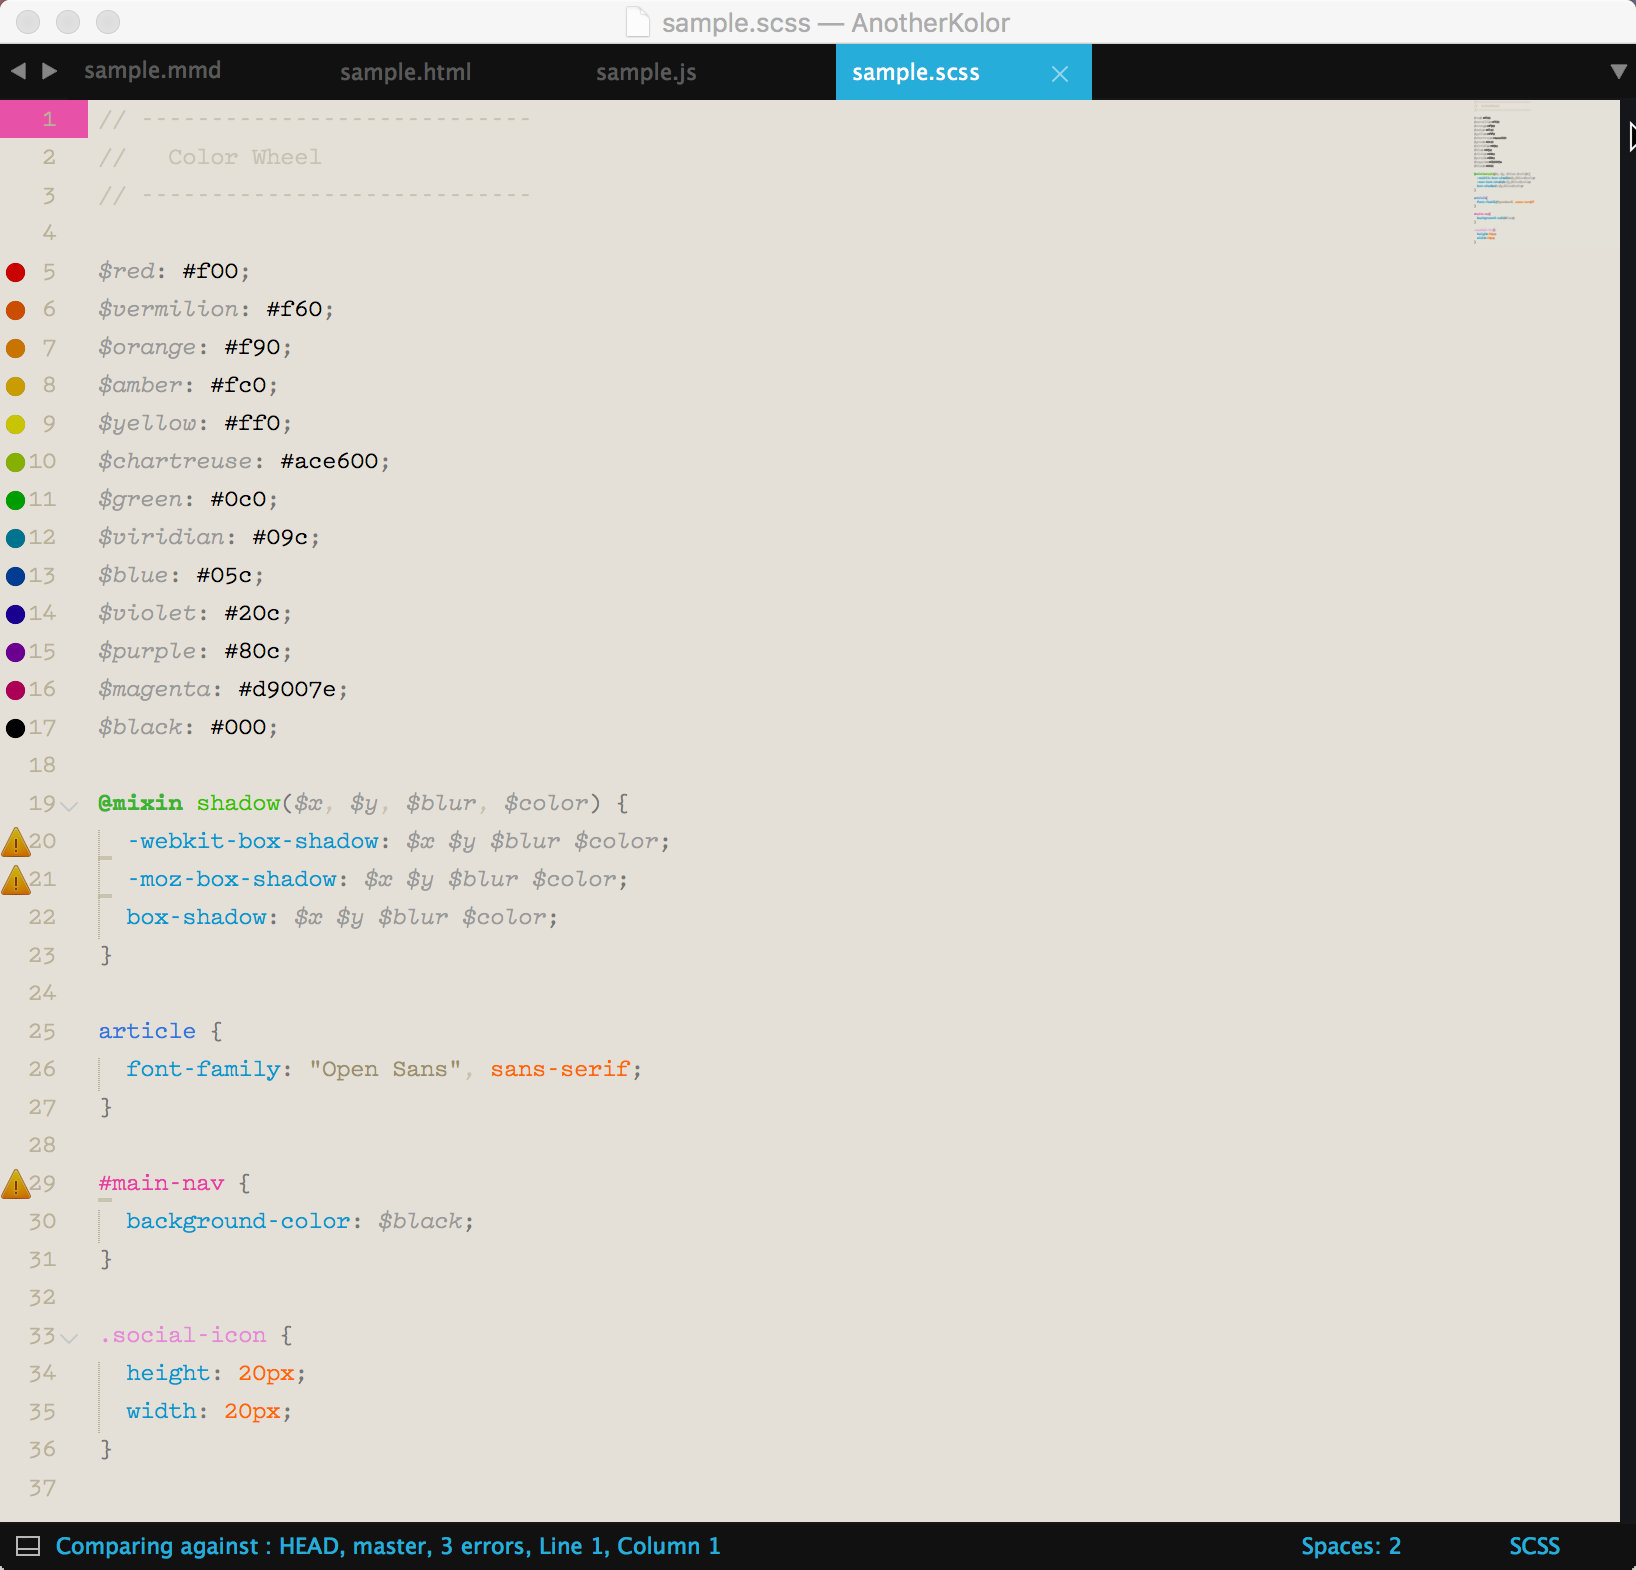 sample.scss — AnotherKolor
sample.mmd sample.html sample.js sample.scss
1 // ----------------------------
2 //   Color Wheel
3 // ----------------------------
4
5 $red: #f00;
6 $vermilion: #f60;
7 $orange: #f90;
8 $amber: #fc0;
9 $yellow: #ff0;
10 $chartreuse: #ace600;
11 $green: #0c0;
12 $viridian: #09c;
13 $blue: #05c;
14 $violet: #20c;
15 $purple: #80c;
16 $magenta: #d9007e;
17 $black: #000;
18
19 @mixin shadow($x, $y, $blur, $color) {
20   -webkit-box-shadow: $x $y $blur $color;
21   -moz-box-shadow: $x $y $blur $color;
22   box-shadow: $x $y $blur $color;
23 }
24
25 article {
26   font-family: "Open Sans", sans-serif;
27 }
28
29 #main-nav {
30   background-color: $black;
31 }
32
33 .social-icon {
34   height: 20px;
35   width: 20px;
36 }
37
Comparing against : HEAD, master, 3 errors, Line 1, Column 1 Spaces: 2 SCSS